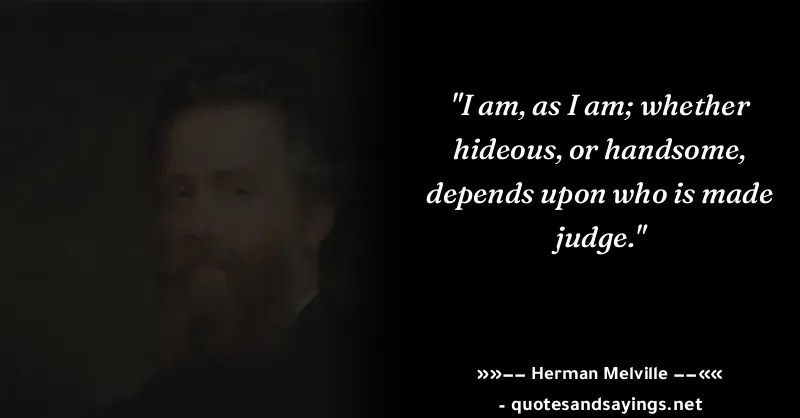 "I am, as I am; whether
hideous, or handsome,
depends upon who is made
judge."
»»—– Herman Melville —–««
- quotesandsayings.net